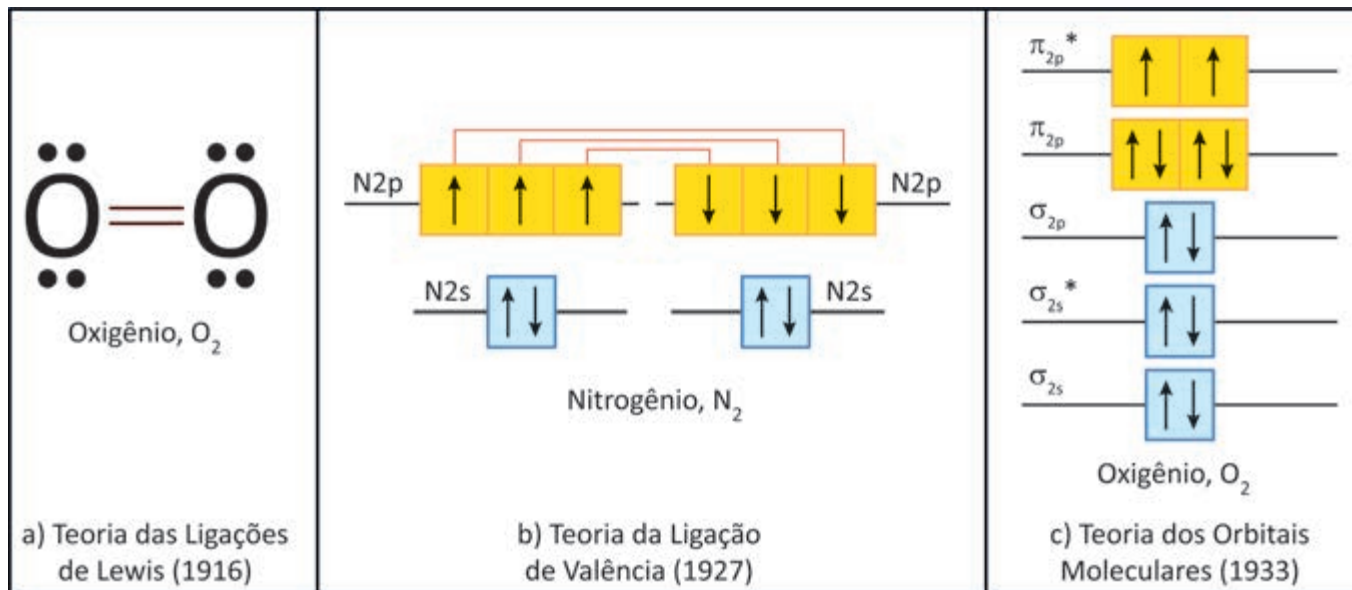 O=O
Oxigênio, O₂
a) Teoria das Ligações
de Lewis (1916)
N2p
N2p
N2s
N2s
Nitrogênio, N₂
b) Teoria da Ligação
de Valência (1927)
π₂ₚ*
π₂ₚ
σ₂ₚ
σ₂ₛ*
σ₂ₛ
Oxigênio, O₂
c) Teoria dos Orbitais
Moleculares (1933)